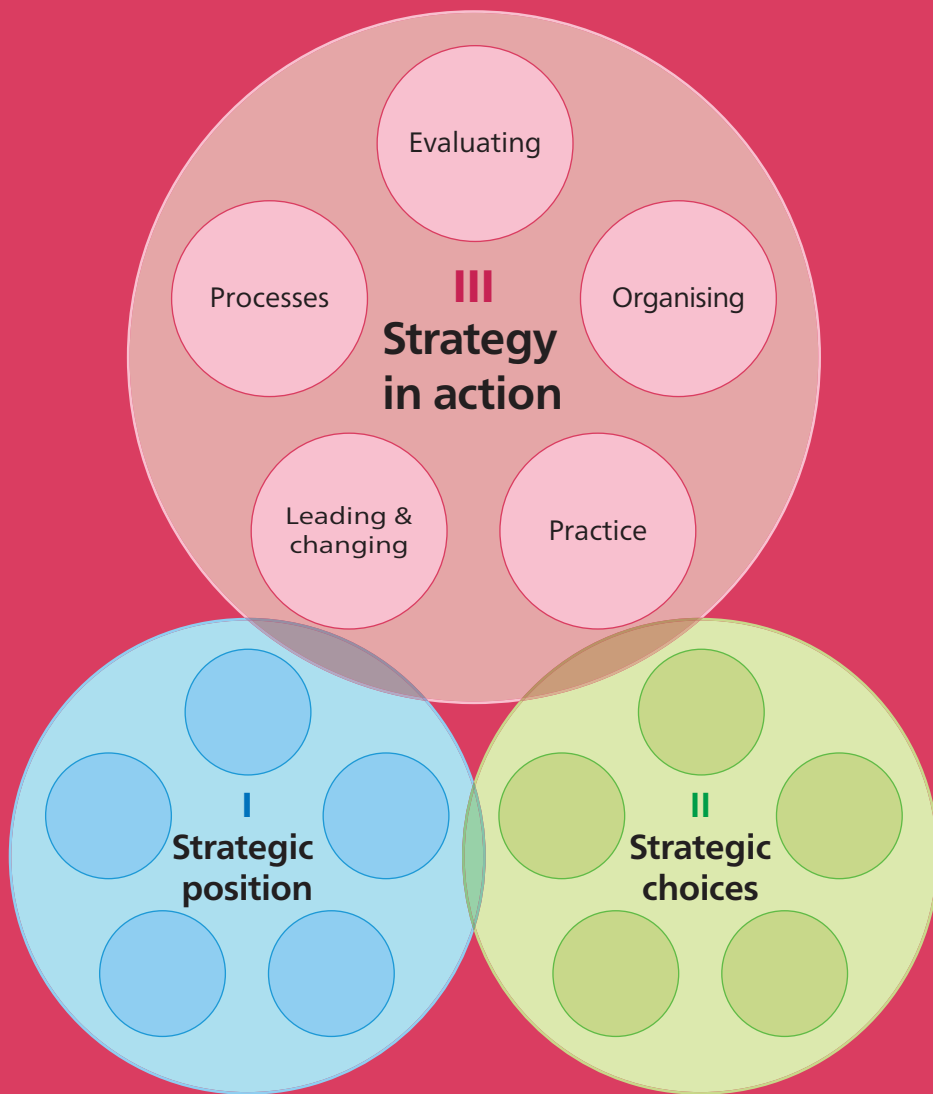 Evaluating
Processes
Organising
III
Strategy
in action
Leading &
changing
Practice
I
Strategic
position
II
Strategic
choices